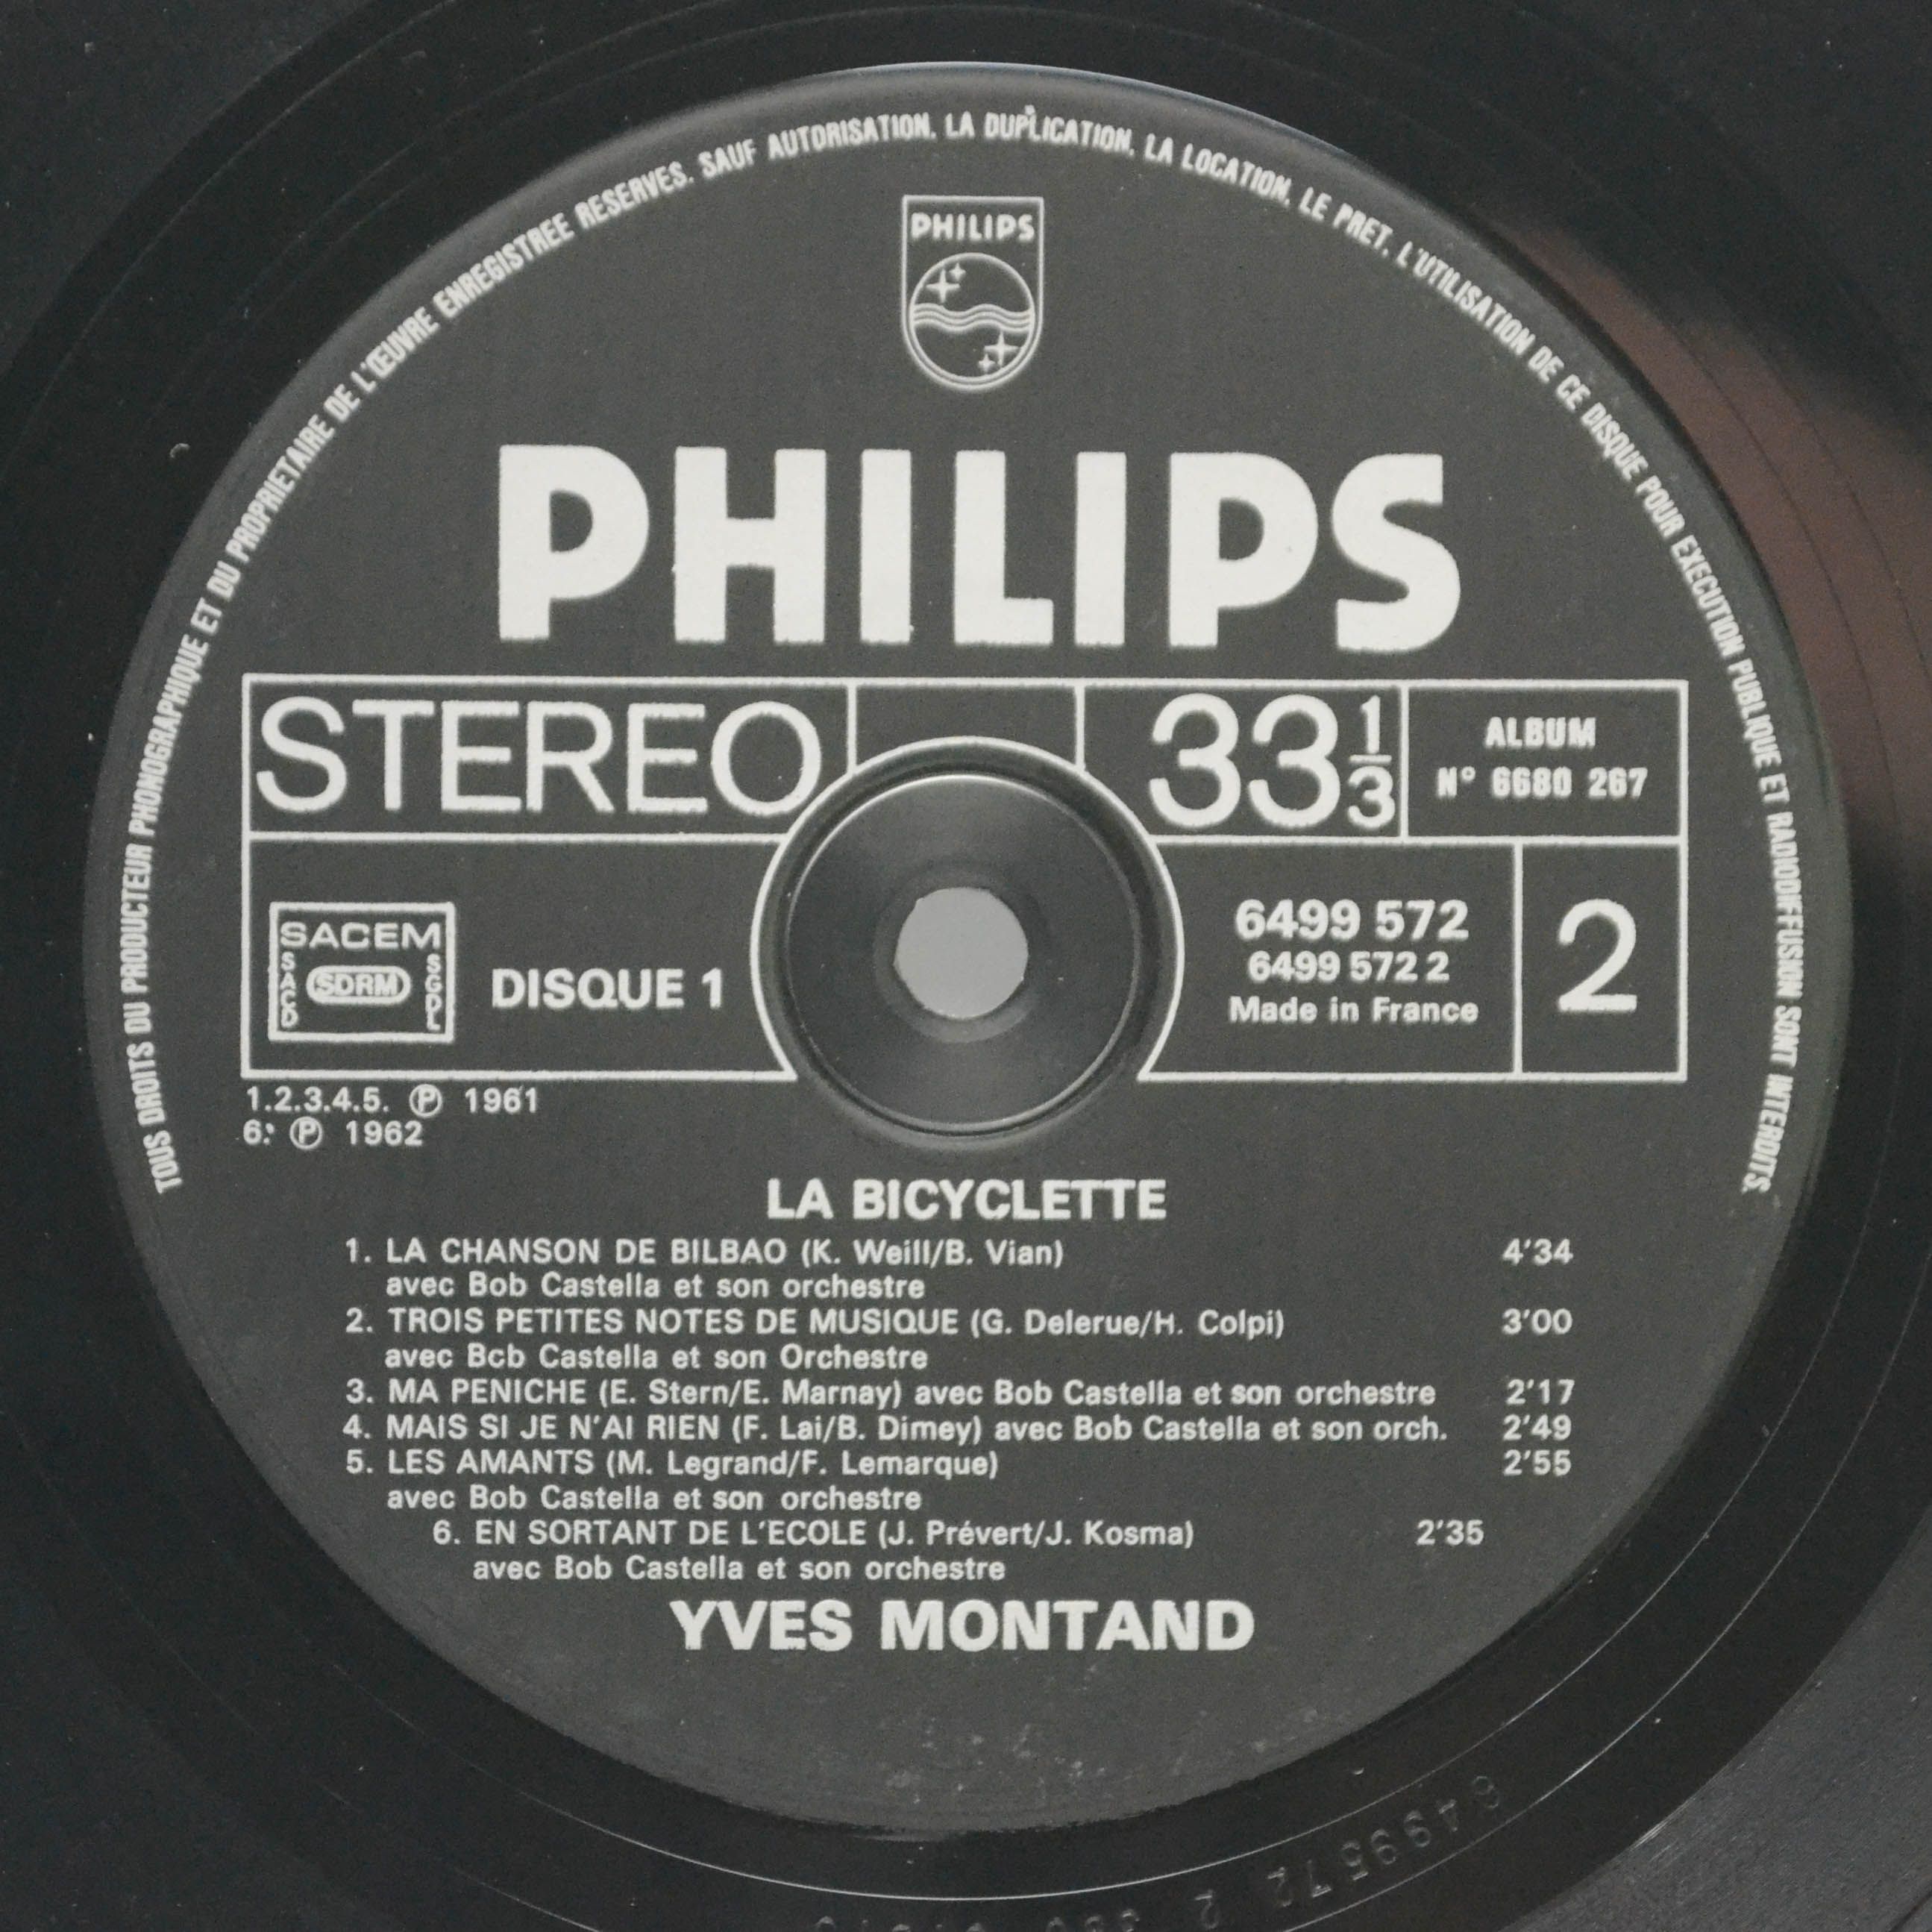 TOUS DROITS DU PRODUCTEUR PHONOGRAPHIQUE ET DU PROPRIETAIRE DE L'ŒUVRE ENREGISTREE RESERVES. SAUF AUTORISATION, LA DUPLICATION, LA LOCATION, LE PRET, L'UTILISATION DE CE DISQUE POUR EXECUTION PUBLIQUE ET RADIODIFFUSION SONT INTERDITS.
PHILIPS
PHILIPS
STEREO
33 1/3
ALBUM
N° 6680 267
SACEM
SACD
SDRM
SGDL
DISQUE 1
6499 572
6499 572 2
Made in France
2
1.2.3.4.5. Ⓟ 1961
6. Ⓟ 1962
LA BICYCLETTE
1. LA CHANSON DE BILBAO (K. Weill/B. Vian) 4'34
avec Bob Castella et son orchestre
2. TROIS PETITES NOTES DE MUSIQUE (G. Delerue/H. Colpi) 3'00
avec Bcb Castella et son Orchestre
3. MA PENICHE (E. Stern/E. Marnay) avec Bob Castella et son orchestre 2'17
4. MAIS SI JE N'AI RIEN (F. Lai/B. Dimey) avec Bob Castella et son orch. 2'49
5. LES AMANTS (M. Legrand/F. Lemarque) 2'55
avec Bob Castella et son orchestre
6. EN SORTANT DE L'ECOLE (J. Prévert/J. Kosma) 2'35
avec Bob Castella et son orchestre
YVES MONTAND
6499572 2